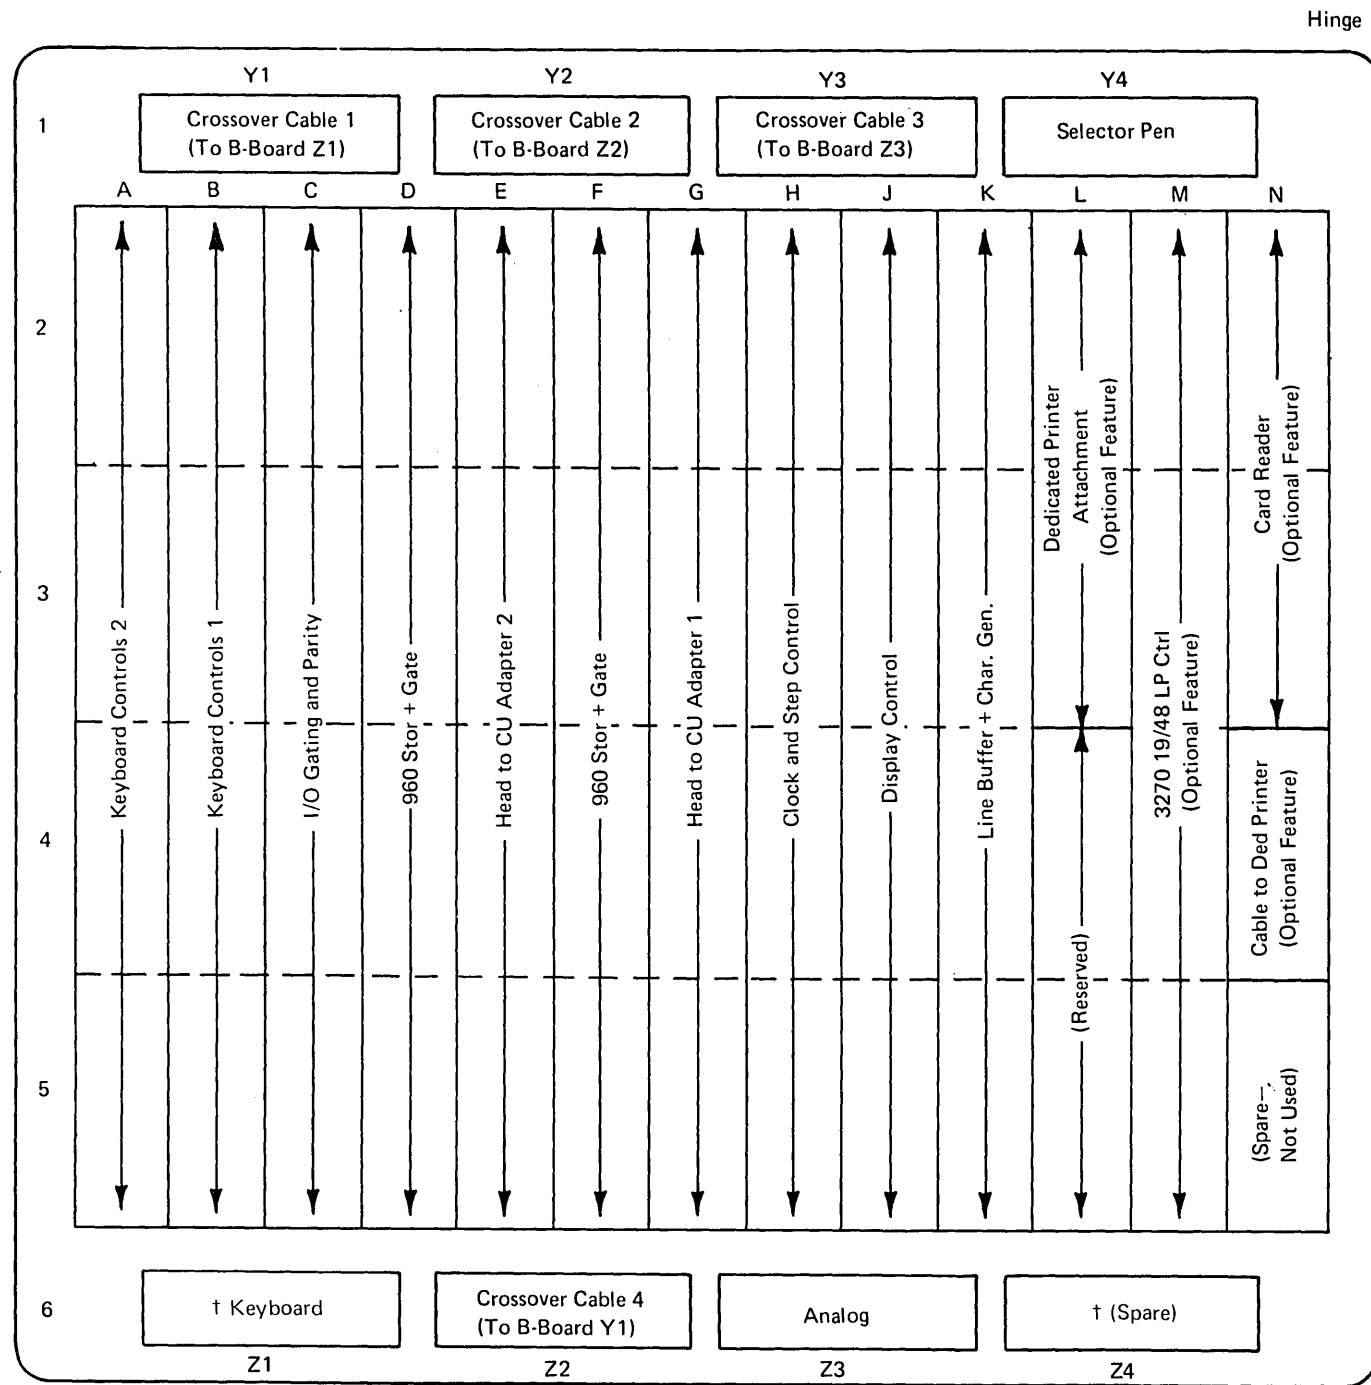 Hinge
Y1 Y2 Y3 Y4
1
Crossover Cable 1
(To B-Board Z1)
Crossover Cable 2
(To B-Board Z2)
Crossover Cable 3
(To B-Board Z3)
Selector Pen
A B C D E F G H J K L M N
2
3
4
5
Keyboard Controls 2
Keyboard Controls 1
I/O Gating and Parity
960 Stor + Gate
Head to CU Adapter 2
960 Stor + Gate
Head to CU Adapter 1
Clock and Step Control
Display Control
Line Buffer + Char. Gen.
Dedicated Printer
Attachment
(Optional Feature)
(Reserved)
3270 19/48 LP Ctrl
(Optional Feature)
Card Reader
(Optional Feature)
Cable to Ded Printer
(Optional Feature)
(Spare—
Not Used)
6
† Keyboard
Crossover Cable 4
(To B-Board Y1)
Analog
† (Spare)
Z1 Z2 Z3 Z4